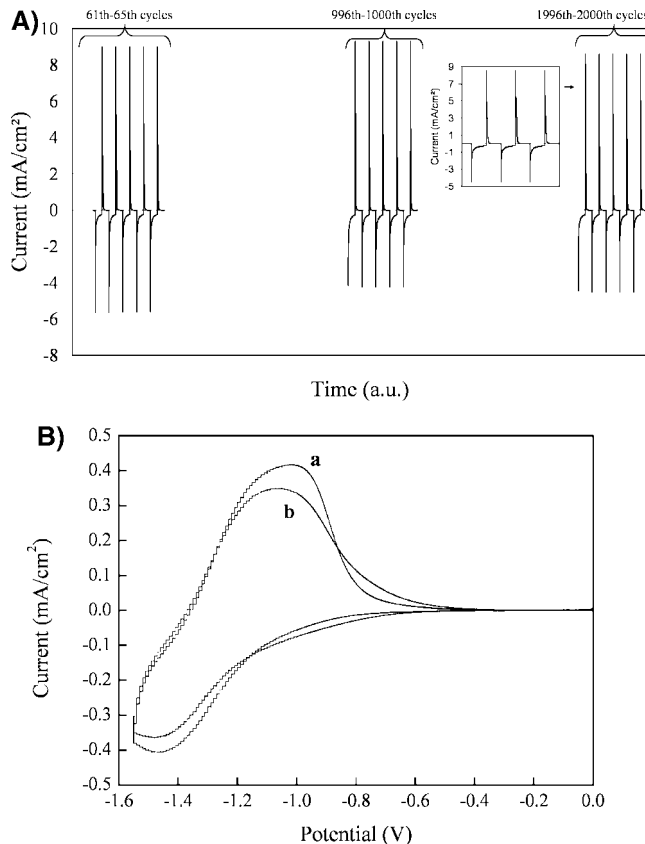 A)
61th-65th cycles 996th-1000th cycles 1996th-2000th cycles
10
8
6
4
2
0
-2
-4
-6
-8
Current (mA/cm²)
9
7
5
3
1
-1
-3
-5
Current (mA/cm²)
Time (a.u.)
B)
0.5
0.4
0.3
0.2
0.1
0.0
-0.1
-0.2
-0.3
-0.4
-0.5
Current (mA/cm²)
a
b
-1.6 -1.4 -1.2 -1.0 -0.8 -0.6 -0.4 -0.2 0.0
Potential (V)